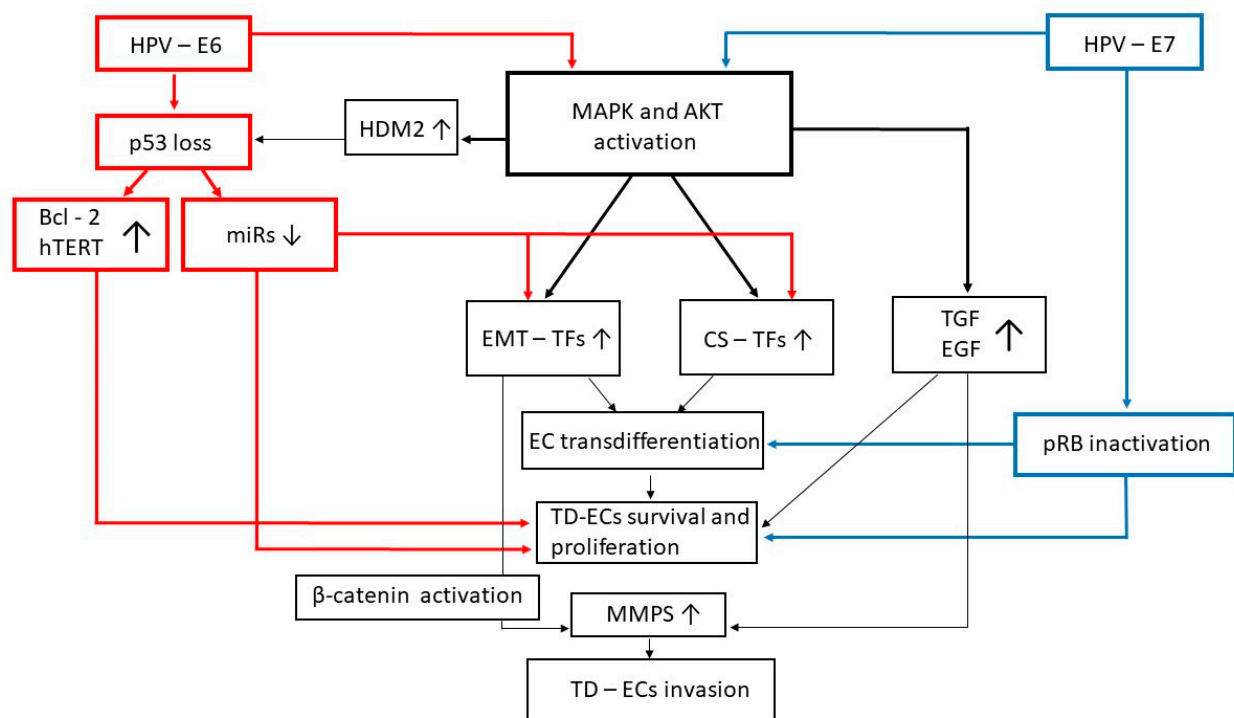 HPV – E6
HPV – E7
MAPK and AKT
activation
HDM2 ↑
p53 loss
Bcl - 2
hTERT ↑
miRs ↓
EMT – TFs ↑
CS – TFs ↑
TGF
EGF ↑
EC transdifferentiation
pRB inactivation
TD-ECs survival and
proliferation
β-catenin activation
MMPS ↑
TD – ECs invasion